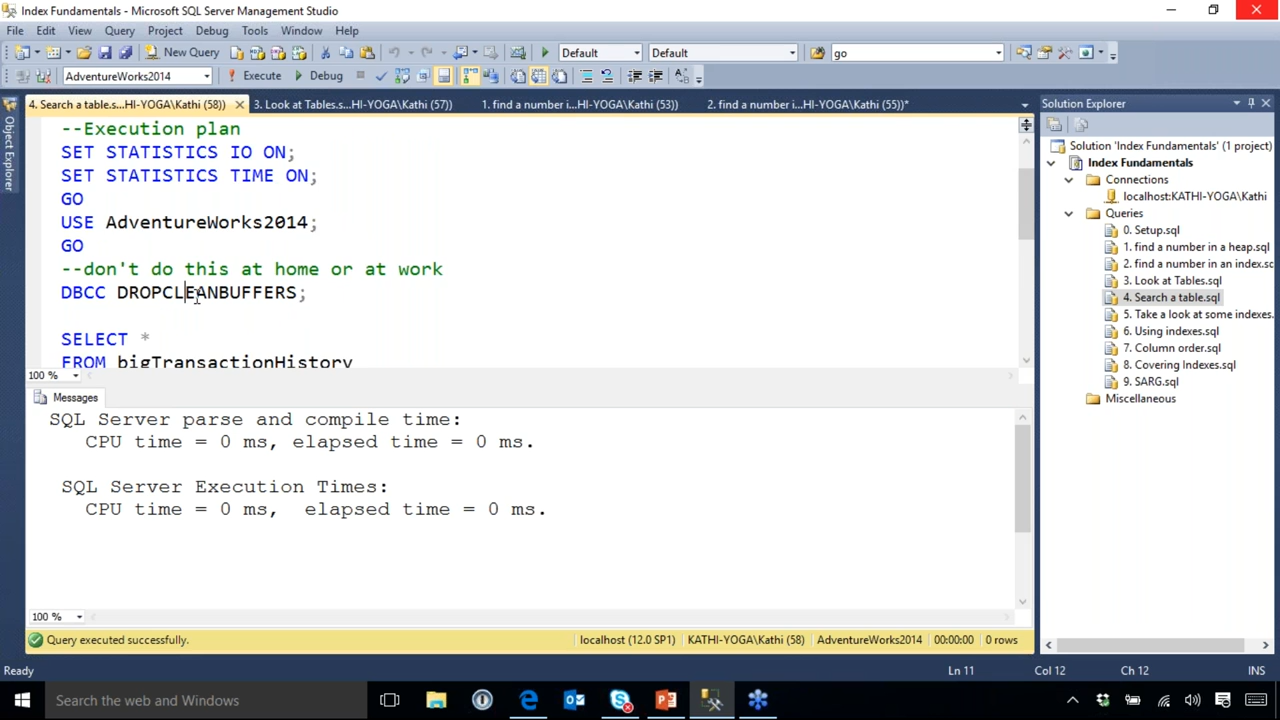 Index Fundamentals - Microsoft SQL Server Management Studio
File Edit View Query Project Debug Tools Window Help
New Query Default Default go
AdventureWorks2014 Execute Debug
4. Search a table.s...HI-YOGA\Kathi (58)) 3. Look at Tables.s...HI-YOGA\Kathi (57)) 1. find a number i...HI-YOGA\Kathi (53)) 2. find a number i...HI-YOGA\Kathi (55))*
Object Explorer
--Execution plan
SET STATISTICS IO ON;
SET STATISTICS TIME ON;
GO
USE AdventureWorks2014;
GO
--don't do this at home or at work
DBCC DROPCLEANBUFFERS;
SELECT *
FROM bigTransactionHistory
100 %
Messages
SQL Server parse and compile time:
CPU time = 0 ms, elapsed time = 0 ms.
SQL Server Execution Times:
CPU time = 0 ms,  elapsed time = 0 ms.
100 %
Query executed successfully. localhost (12.0 SP1) KATHI-YOGA\Kathi (58) AdventureWorks2014 00:00:00 0 rows
Solution Explorer
Solution 'Index Fundamentals' (1 project)
Index Fundamentals
Connections
localhost:KATHI-YOGA\Kathi
Queries
0. Setup.sql
1. find a number in a heap.sql
2. find a number in an index.sc
3. Look at Tables.sql
4. Search a table.sql
5. Take a look at some indexes.
6. Using indexes.sql
7. Column order.sql
8. Covering Indexes.sql
9. SARG.sql
Miscellaneous
Ready Ln 11 Col 12 Ch 12 INS
Search the web and Windows